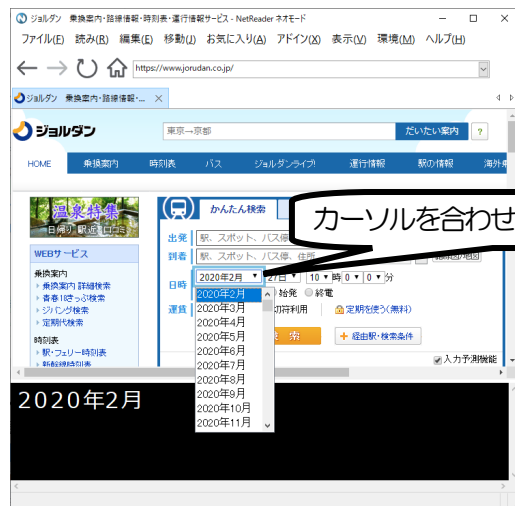 ジョルダン 乗換案内・路線情報・時刻表・運行情報サービス - NetReader ネオモード
ファイル(F) 読み(R) 編集(E) 移動(J) お気に入り(A) アドイン(X) 表示(V) 環境(M) ヘルプ(H)
https://www.jorudan.co.jp/
ジョルダン 乗換案内・路線情報・...
ジョルダン
東京→京都
だいたい案内
?
HOME 乗換案内 時刻表 バス ジョルダンライブ! 運行情報 駅の情報 海外
温泉特集
日帰り 駅近 口コミ
かんたん検索
カーソルを合わせ
出発 駅、スポット、バス停、
到着 駅、スポット、バス停、住所
WEBサービス
乗換案内
乗換案内 詳細検索
青春18きっぷ検索
ジパング検索
定期代検索
時刻表
駅・フェリー時刻表
新幹線時刻表
日時 2020年2月 27日 10 時 0 0 分
始発 終電
運賃 切符利用 定期を使う(無料)
索
+ 経由駅・検索条件
入力予測機能
2020年2月
2020年3月
2020年4月
2020年5月
2020年6月
2020年7月
2020年8月
2020年9月
2020年10月
2020年11月
2020年2月